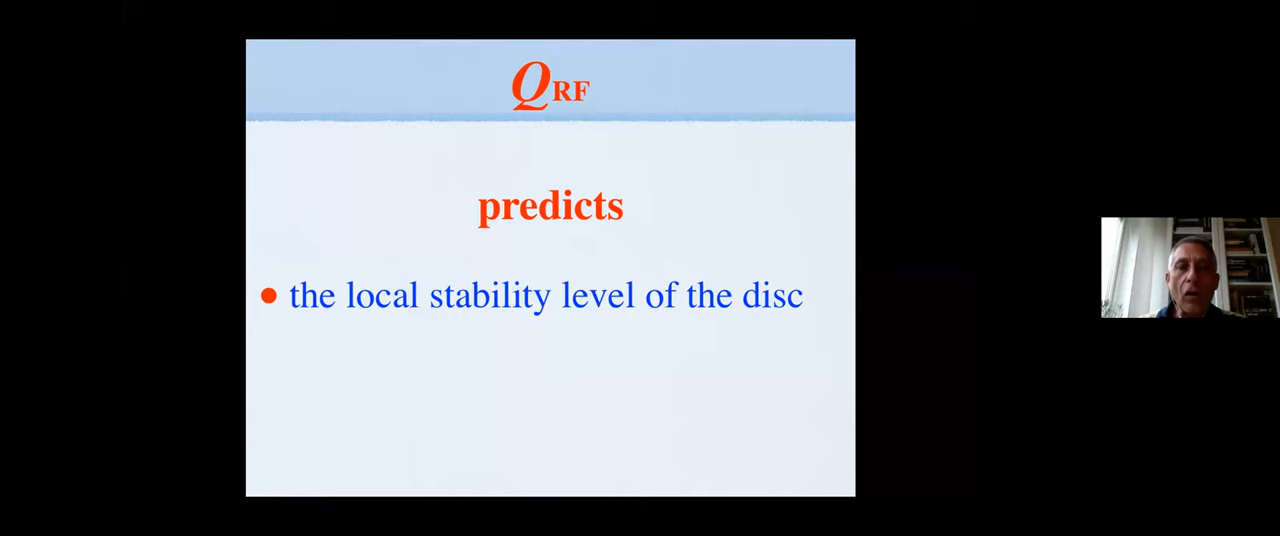 QRF
predicts
• the local stability level of the disc